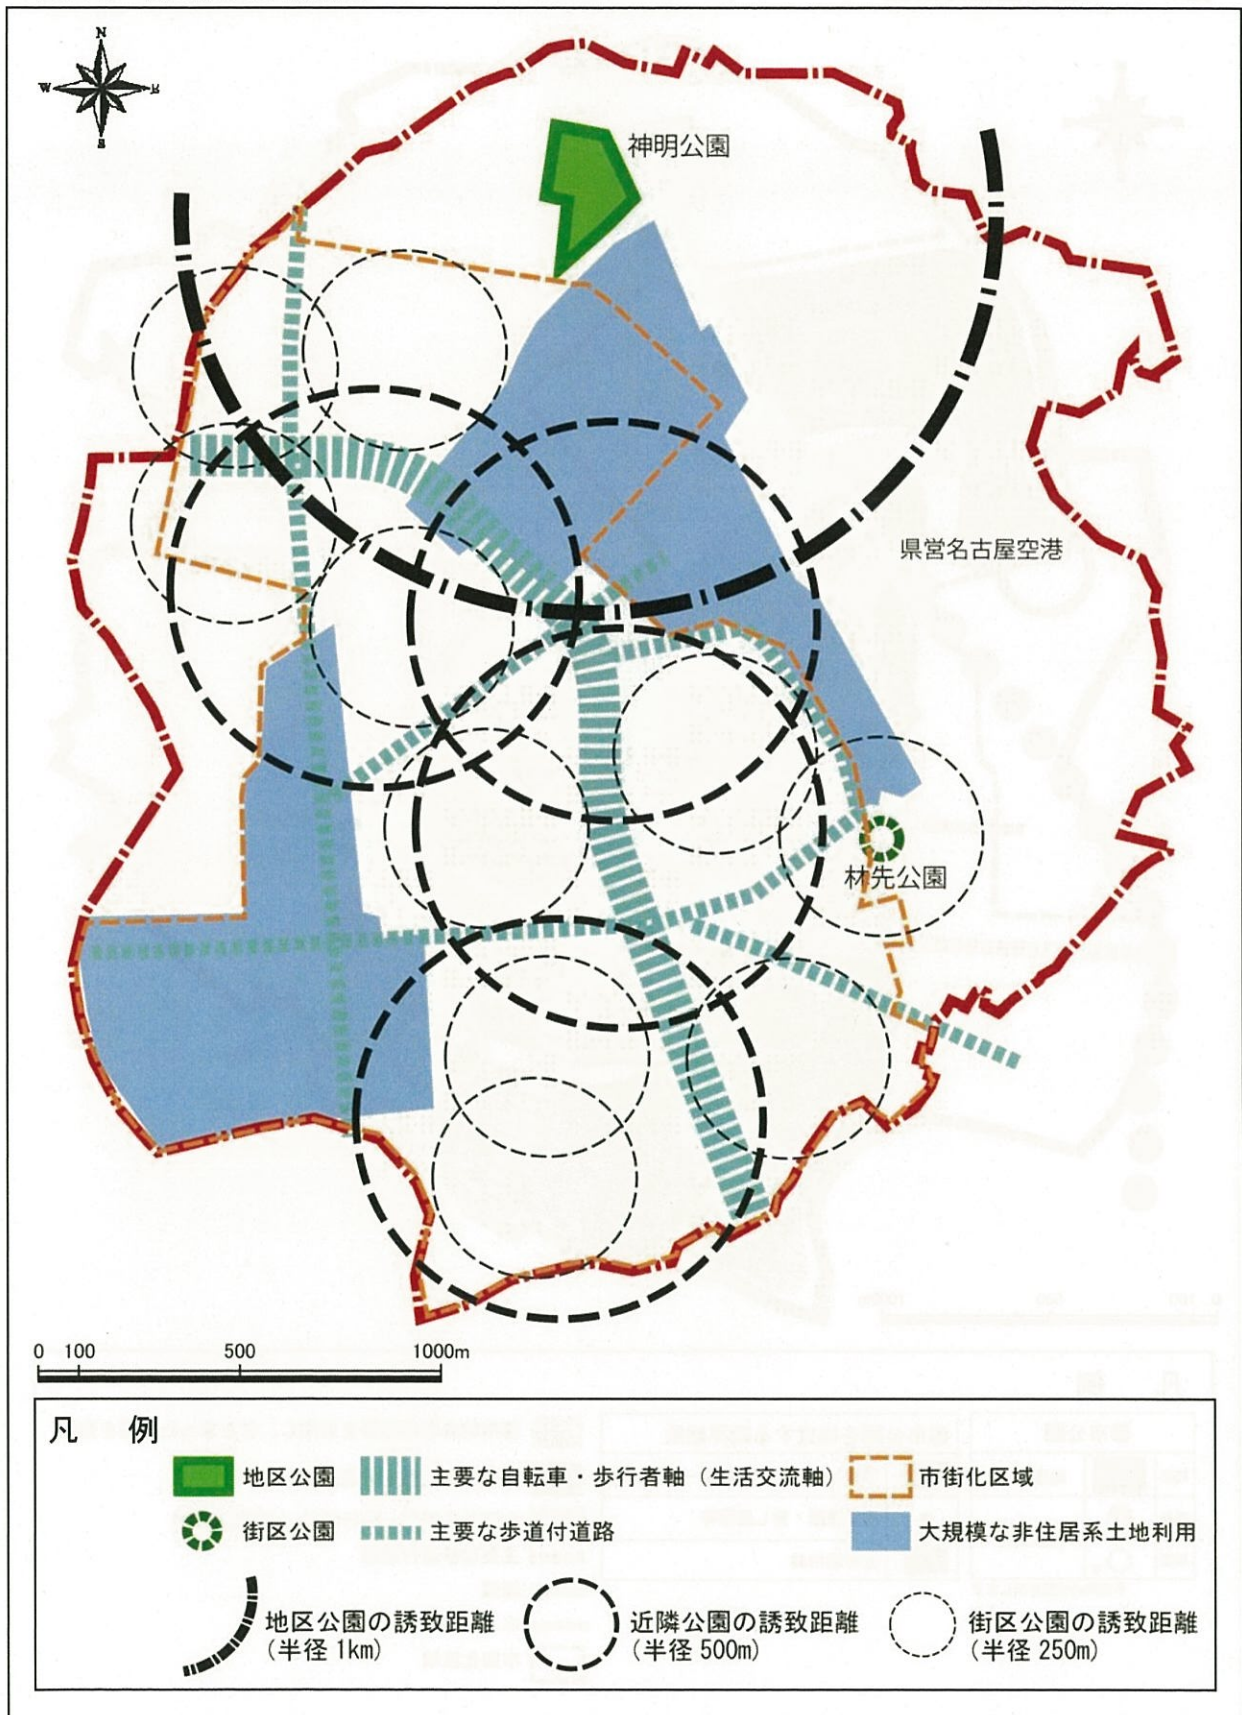 N
W E
S
神明公園
県営名古屋空港
林先公園
0 100 500 1000m
凡 例
地区公園 主要な自転車・歩行者軸（生活交流軸） 市街化区域
街区公園 主要な歩道付道路 大規模な非住居系土地利用
地区公園の誘致距離
(半径 1km)
近隣公園の誘致距離
(半径 500m)
街区公園の誘致距離
(半径 250m)